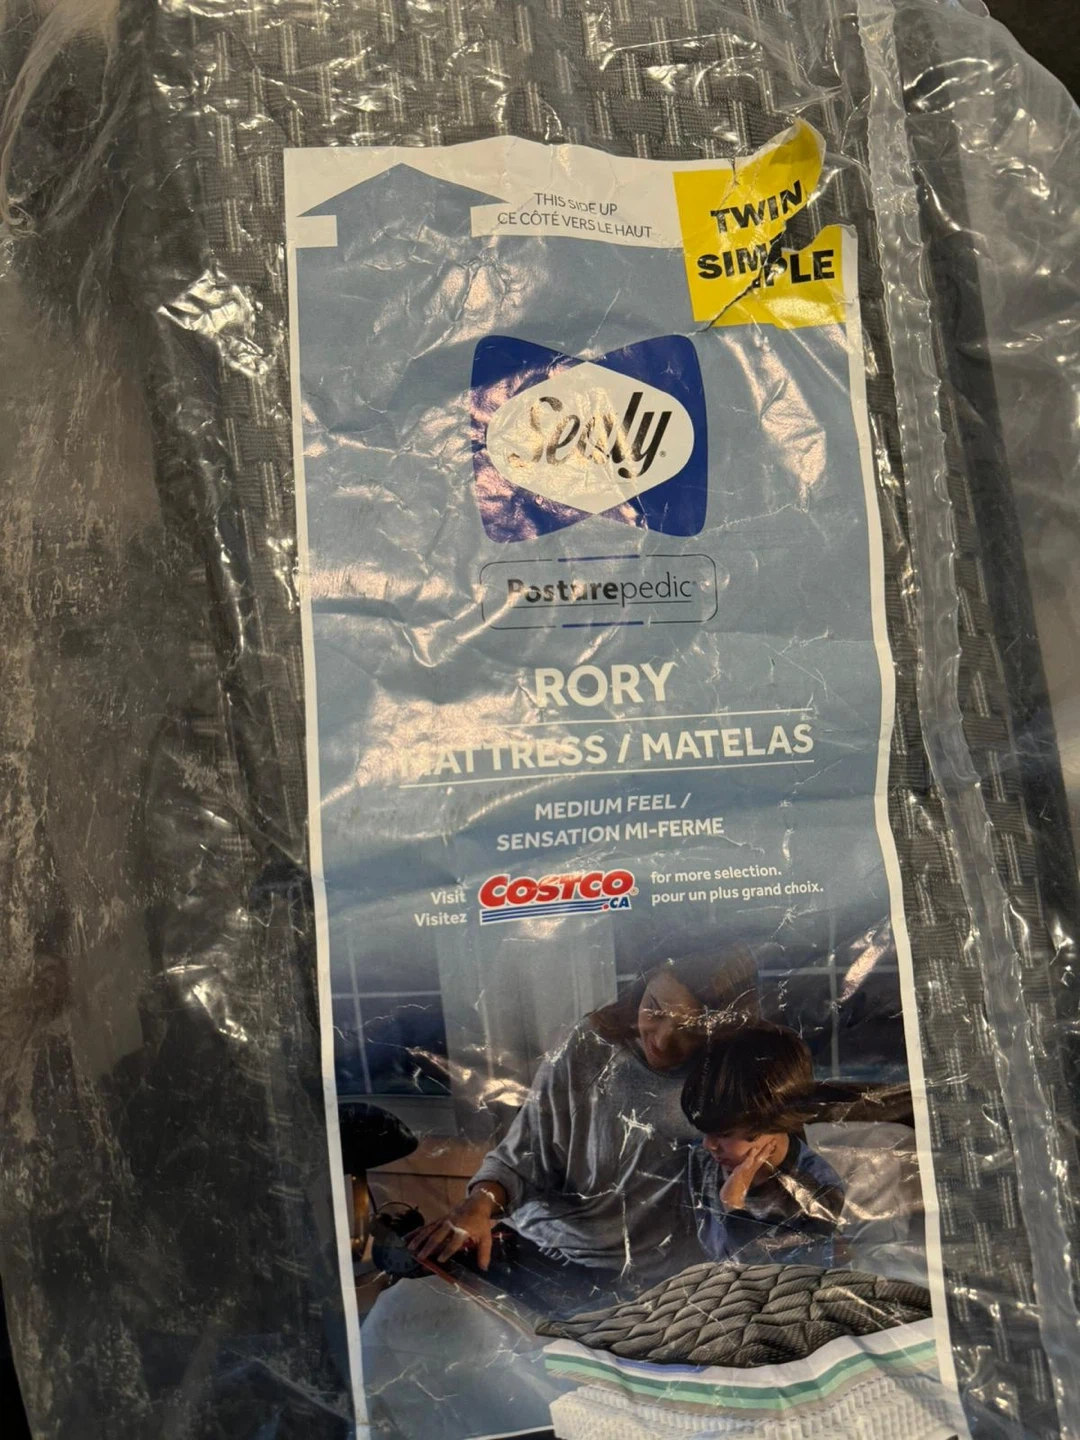 THIS SIDE UP
CE CÔTÉ VERS LE HAUT
TWIN
SIMPLE
Sealy
Posturepedic
RORY
MATTRESS / MATELAS
MEDIUM FEEL /
SENSATION MI-FERME
Visit
Visitez
COSTCO
.CA
for more selection.
pour un plus grand choix.